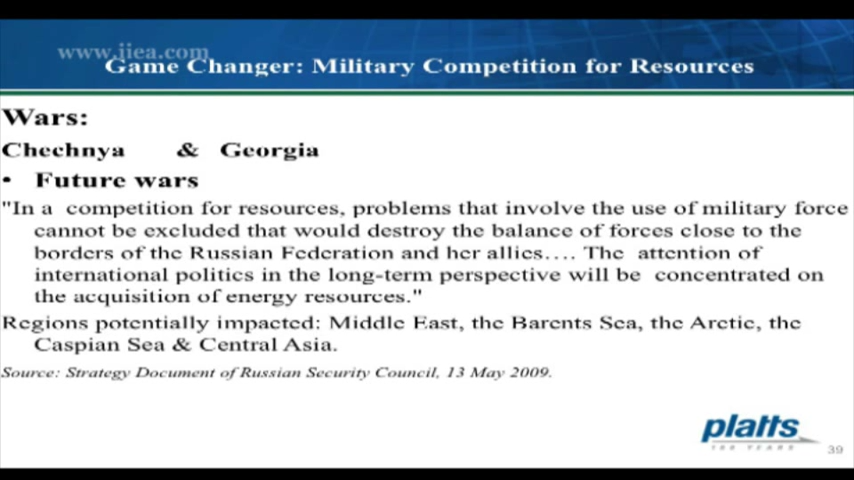 www.iiea.com
Game Changer: Military Competition for Resources
Wars:
Chechnya & Georgia
• Future wars
"In a competition for resources, problems that involve the use of military force
cannot be excluded that would destroy the balance of forces close to the
borders of the Russian Federation and her allies…. The attention of
international politics in the long-term perspective will be concentrated on
the acquisition of energy resources."
Regions potentially impacted: Middle East, the Barents Sea, the Arctic, the
Caspian Sea & Central Asia.
Source: Strategy Document of Russian Security Council, 13 May 2009.
platts
100 YEARS
39